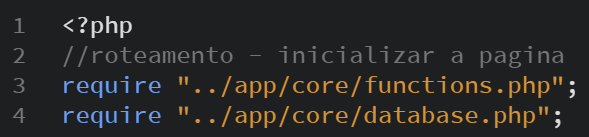 1 <?php
2 //roteamento - inicializar a pagina
3 require "../app/core/functions.php";
4 require "../app/core/database.php";